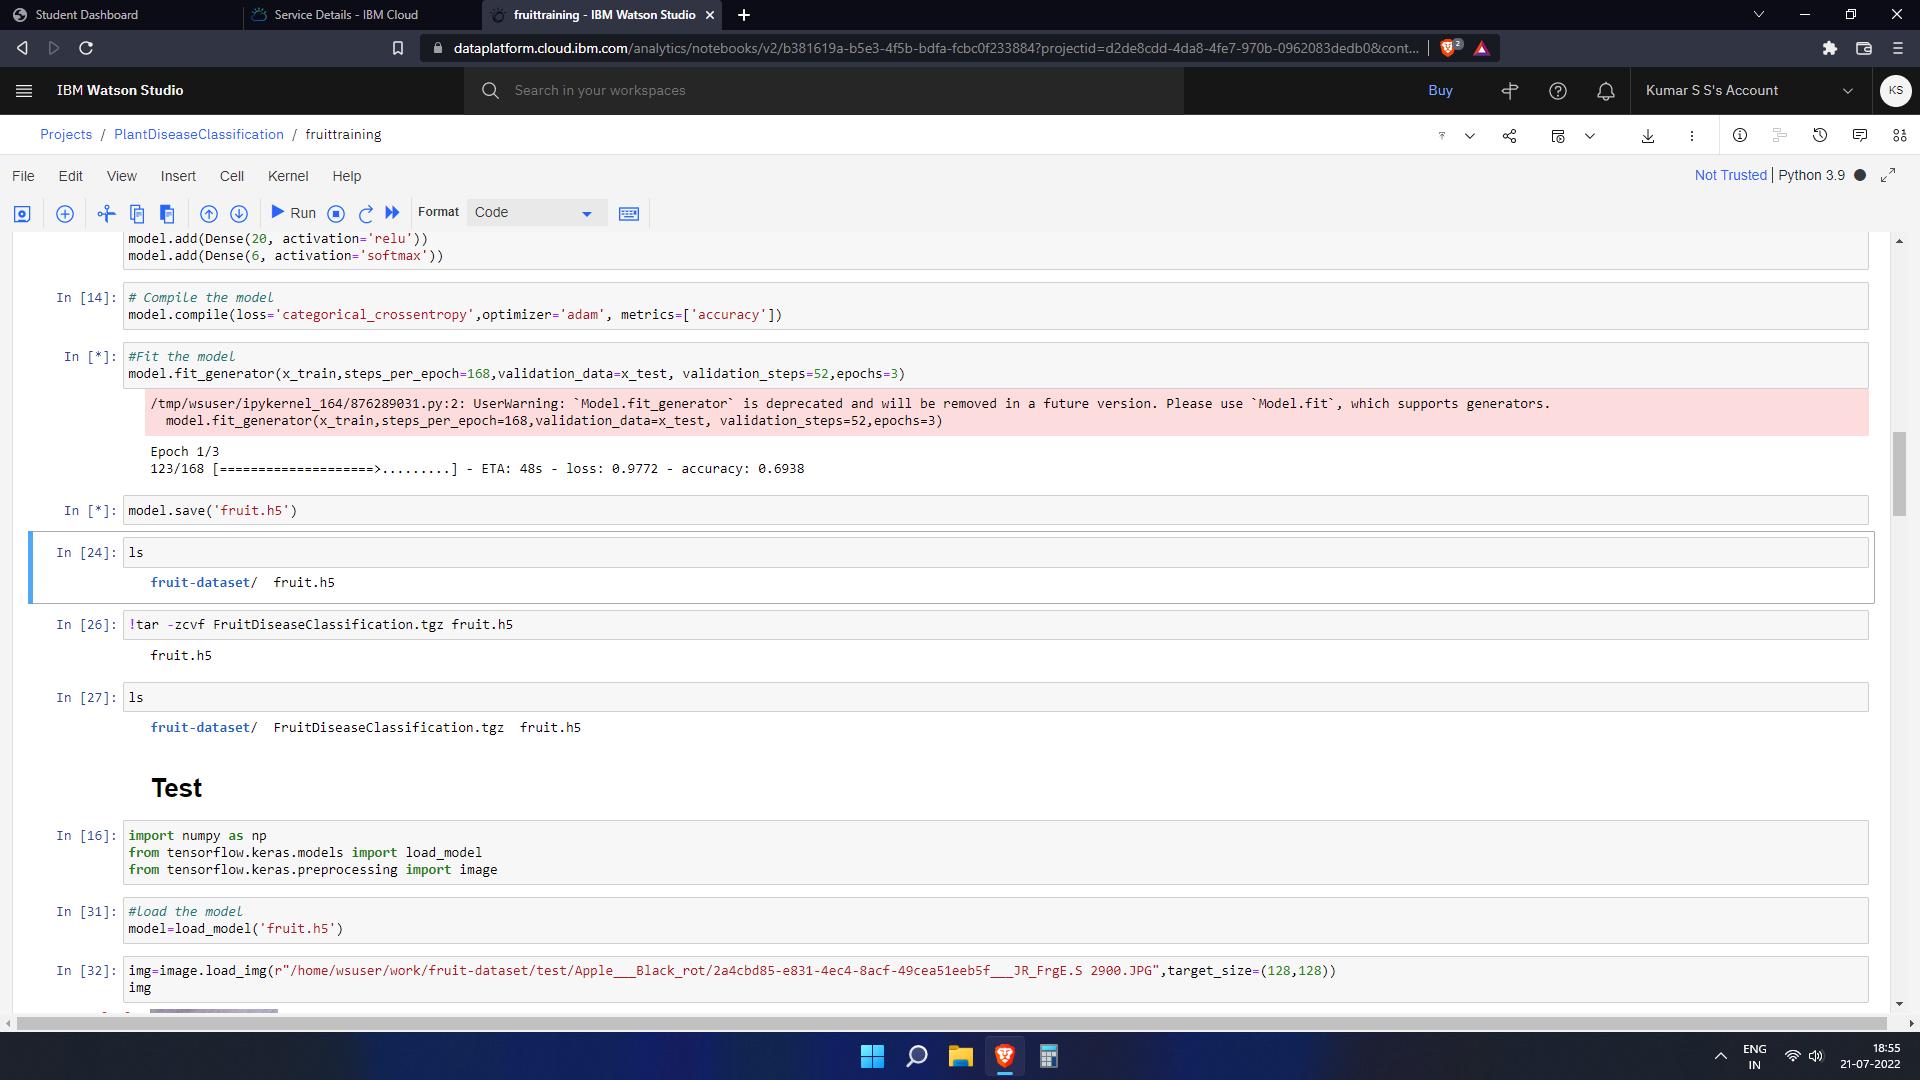 Student Dashboard
Service Details - IBM Cloud
fruittraining - IBM Watson Studio
dataplatform.cloud.ibm.com/analytics/notebooks/v2/b381619a-b5e3-4f5b-bdfa-fcbc0f233884?projectid=d2de8cdd-4da8-4fe7-970b-0962083dedb0&cont...
2
IBM Watson Studio
Search in your workspaces
Buy
Kumar S S's Account
KS
Projects / PlantDiseaseClassification / fruittraining
File Edit View Insert Cell Kernel Help
Not Trusted | Python 3.9
Run
Format
Code
model.add(Dense(20, activation='relu'))
model.add(Dense(6, activation='softmax'))
In [14]: # Compile the model
model.compile(loss='categorical_crossentropy',optimizer='adam', metrics=['accuracy'])
In [*]: #Fit the model
model.fit_generator(x_train,steps_per_epoch=168,validation_data=x_test, validation_steps=52,epochs=3)
/tmp/wsuser/ipykernel_164/876289031.py:2: UserWarning: `Model.fit_generator` is deprecated and will be removed in a future version. Please use `Model.fit`, which supports generators.
model.fit_generator(x_train,steps_per_epoch=168,validation_data=x_test, validation_steps=52,epochs=3)
Epoch 1/3
123/168 [====================>.........] - ETA: 48s - loss: 0.9772 - accuracy: 0.6938
In [*]: model.save('fruit.h5')
In [24]: ls
fruit-dataset/  fruit.h5
In [26]: !tar -zcvf FruitDiseaseClassification.tgz fruit.h5
fruit.h5
In [27]: ls
fruit-dataset/  FruitDiseaseClassification.tgz  fruit.h5
Test
In [16]: import numpy as np
from tensorflow.keras.models import load_model
from tensorflow.keras.preprocessing import image
In [31]: #load the model
model=load_model('fruit.h5')
In [32]: img=image.load_img(r"/home/wsuser/work/fruit-dataset/test/Apple___Black_rot/2a4cbd85-e831-4ec4-8acf-49cea51eeb5f___JR_FrgE.S 2900.JPG",target_size=(128,128))
img
ENG
IN
18:55
21-07-2022